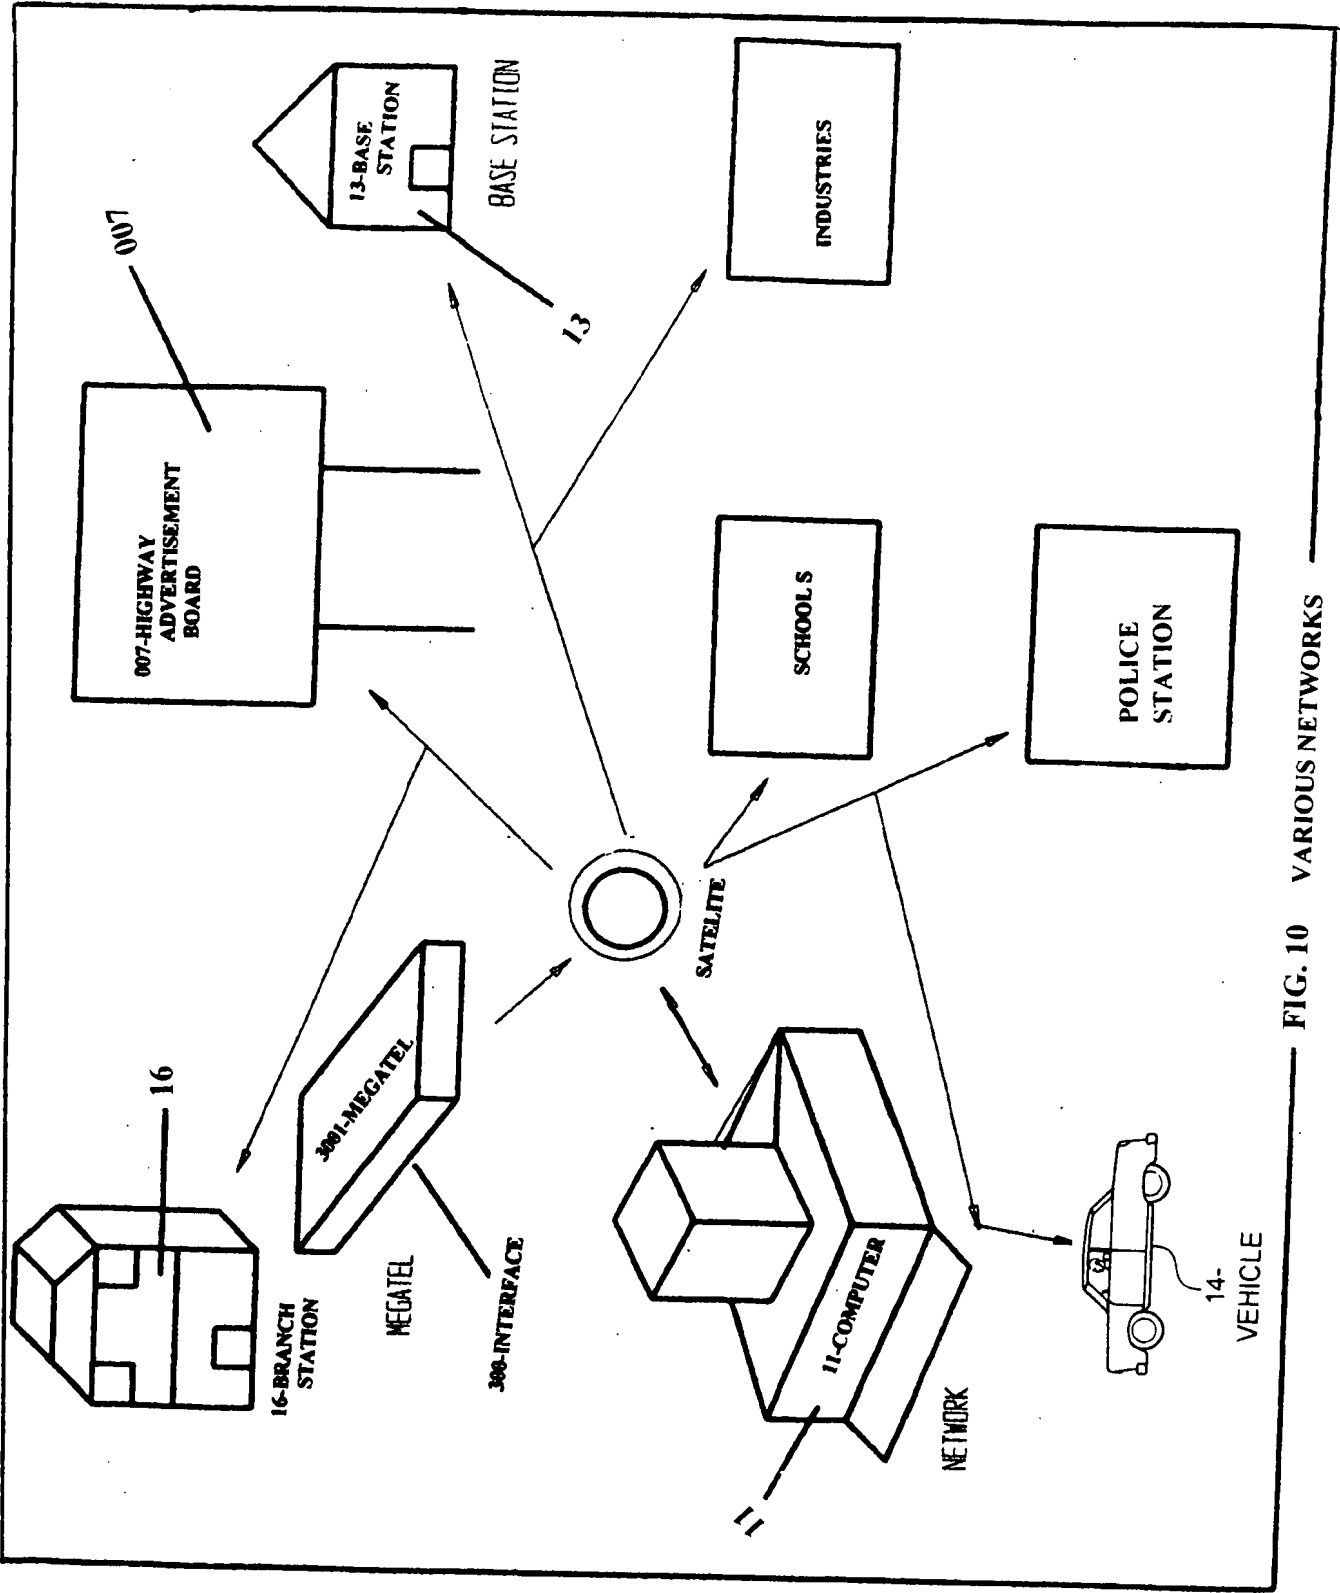 16
007
16-BRANCH
STATION
007-HIGHWAY
ADVERTISEMENT
BOARD
13-BASE
STATION
BASE STATION
13
3001-MEGATEL
MEGATEL
300-INTERFACE
SATELITE
SCHOOLS
INDUSTRIES
11
11-COMPUTER
NETWORK
POLICE
STATION
14-
VEHICLE
FIG. 10 VARIOUS NETWORKS